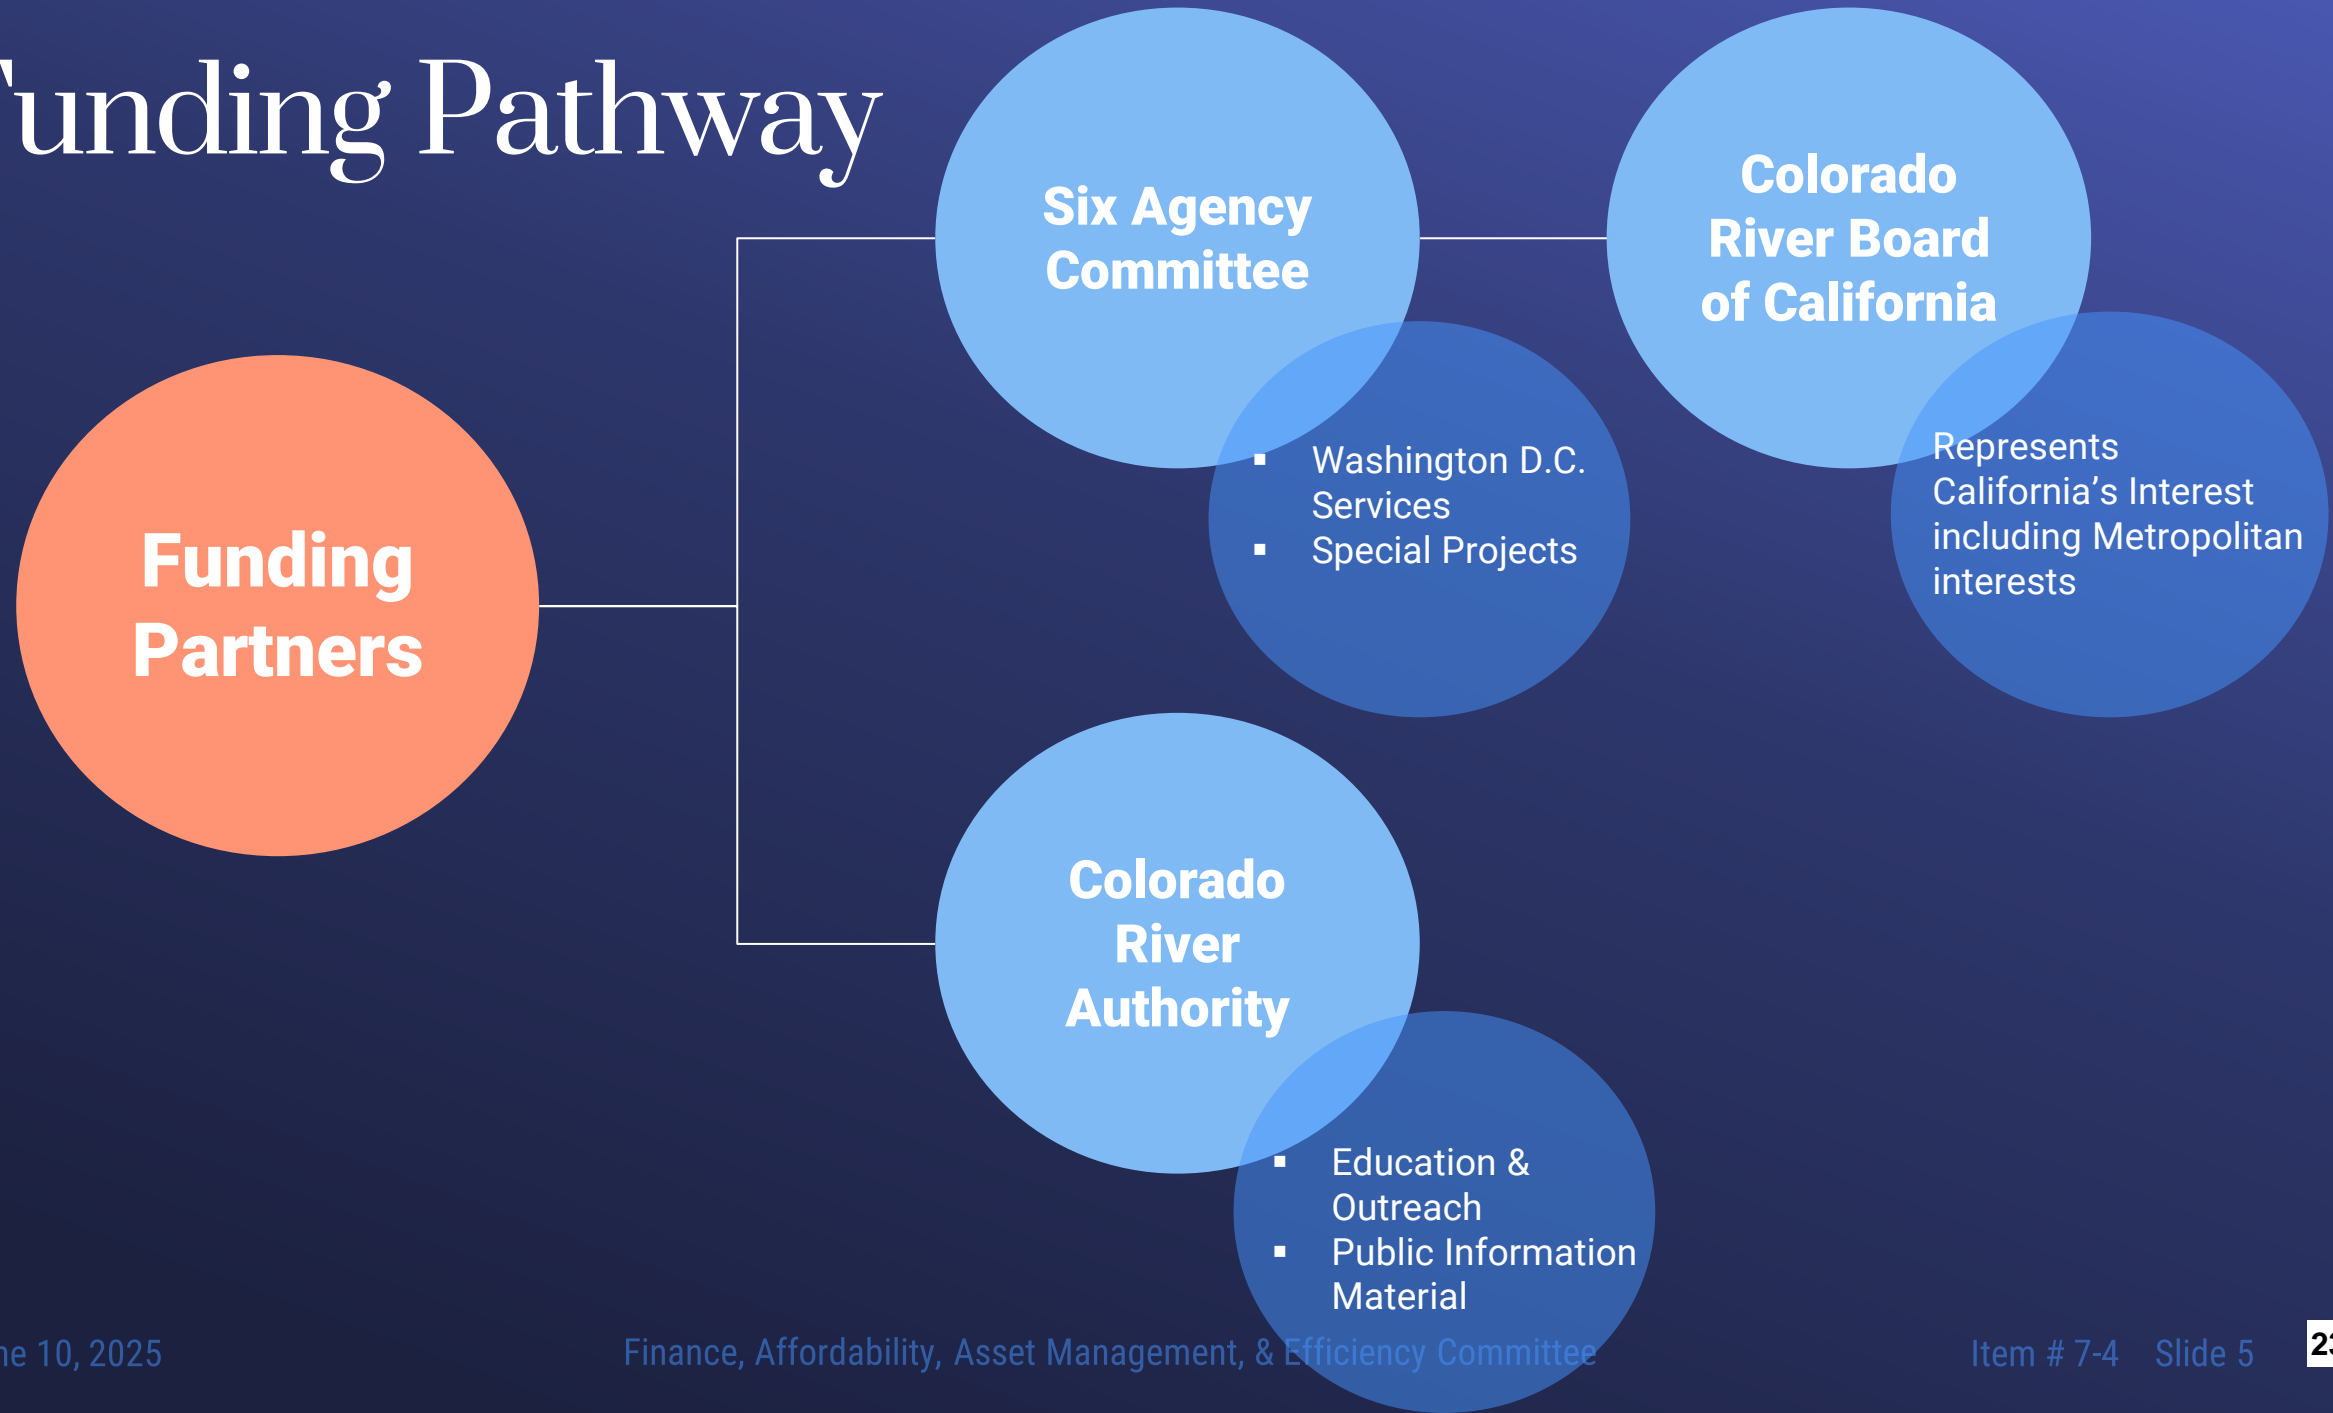 unding Pathway
Six Agency
Committee
Colorado
River Board
of California
Funding
Partners
▪ Washington D.C.
Services
▪ Special Projects
Represents
California’s Interest
including Metropolitan
interests
Colorado
River
Authority
▪ Education &
Outreach
▪ Public Information
Material
ne 10, 2025
Finance, Affordability, Asset Management, & Efficiency Committee
Item # 7-4 Slide 5